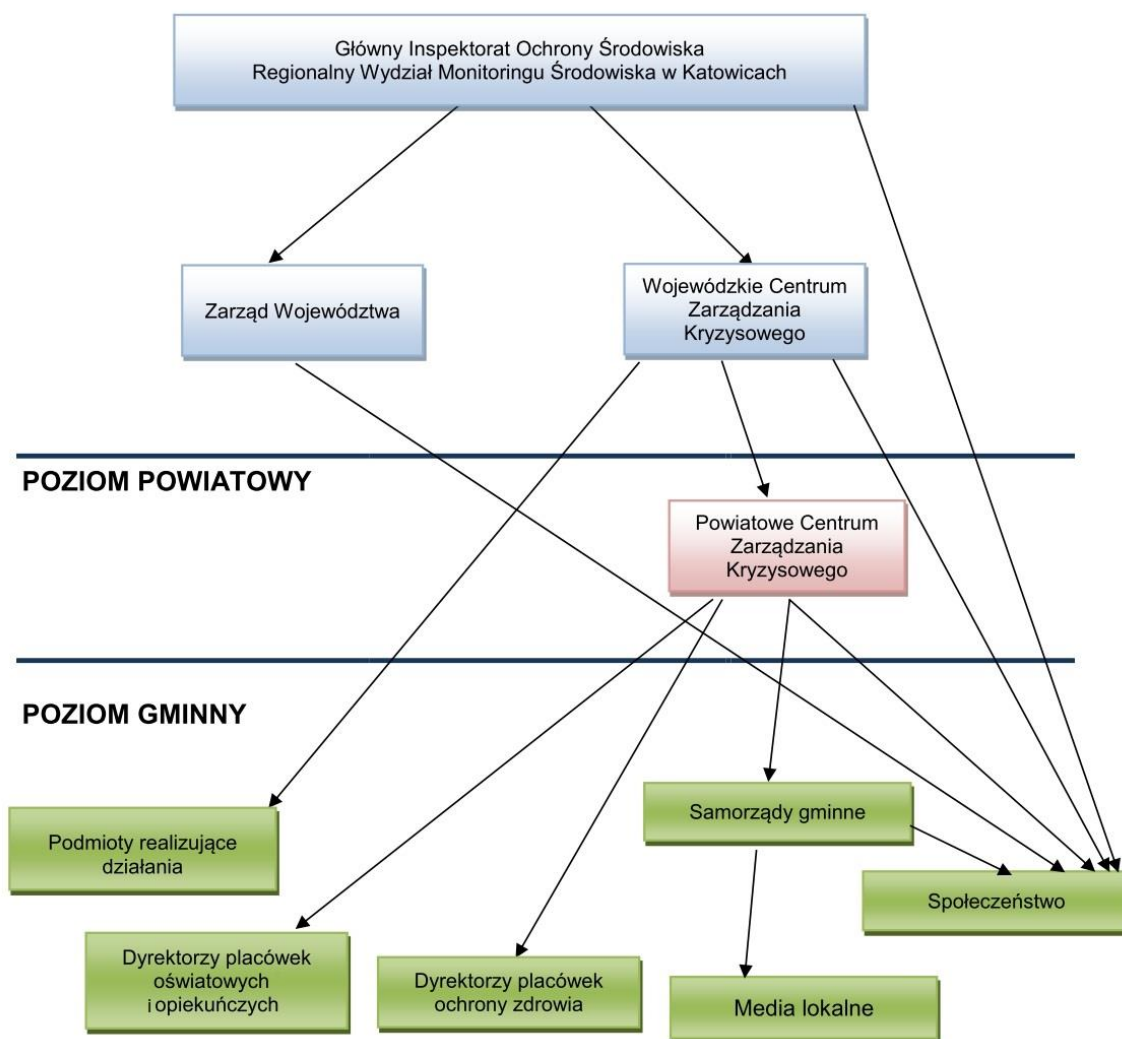 Główny Inspektorat Ochrony Środowiska
Regionalny Wydział Monitoringu Środowiska w Katowicach
Zarząd Województwa
Wojewódzkie Centrum
Zarządzania
Kryzysowego
POZIOM POWIATOWY
Powiatowe Centrum
Zarządzania
Kryzysowego
POZIOM GMINNY
Podmioty realizujące
działania
Samorządy gminne
Społeczeństwo
Dyrektorzy placówek
oświatowych
i opiekuńczych
Dyrektorzy placówek
ochrony zdrowia
Media lokalne